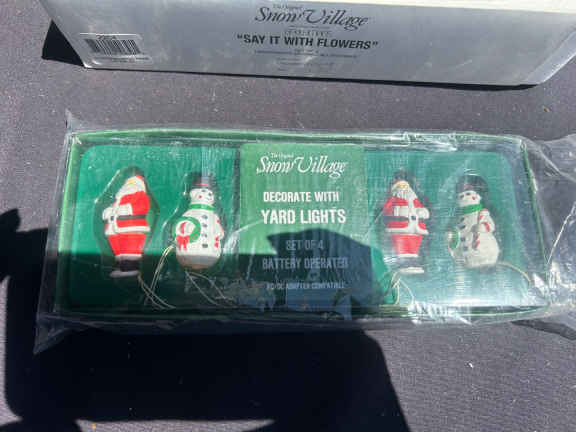 The Original
Snow Village
"SAY IT WITH FLOWERS"
The Original
Snow Village
DECORATE WITH
YARD LIGHTS
SET OF 4
BATTERY OPERATED
AC/DC ADAPTER COMPATIBLE